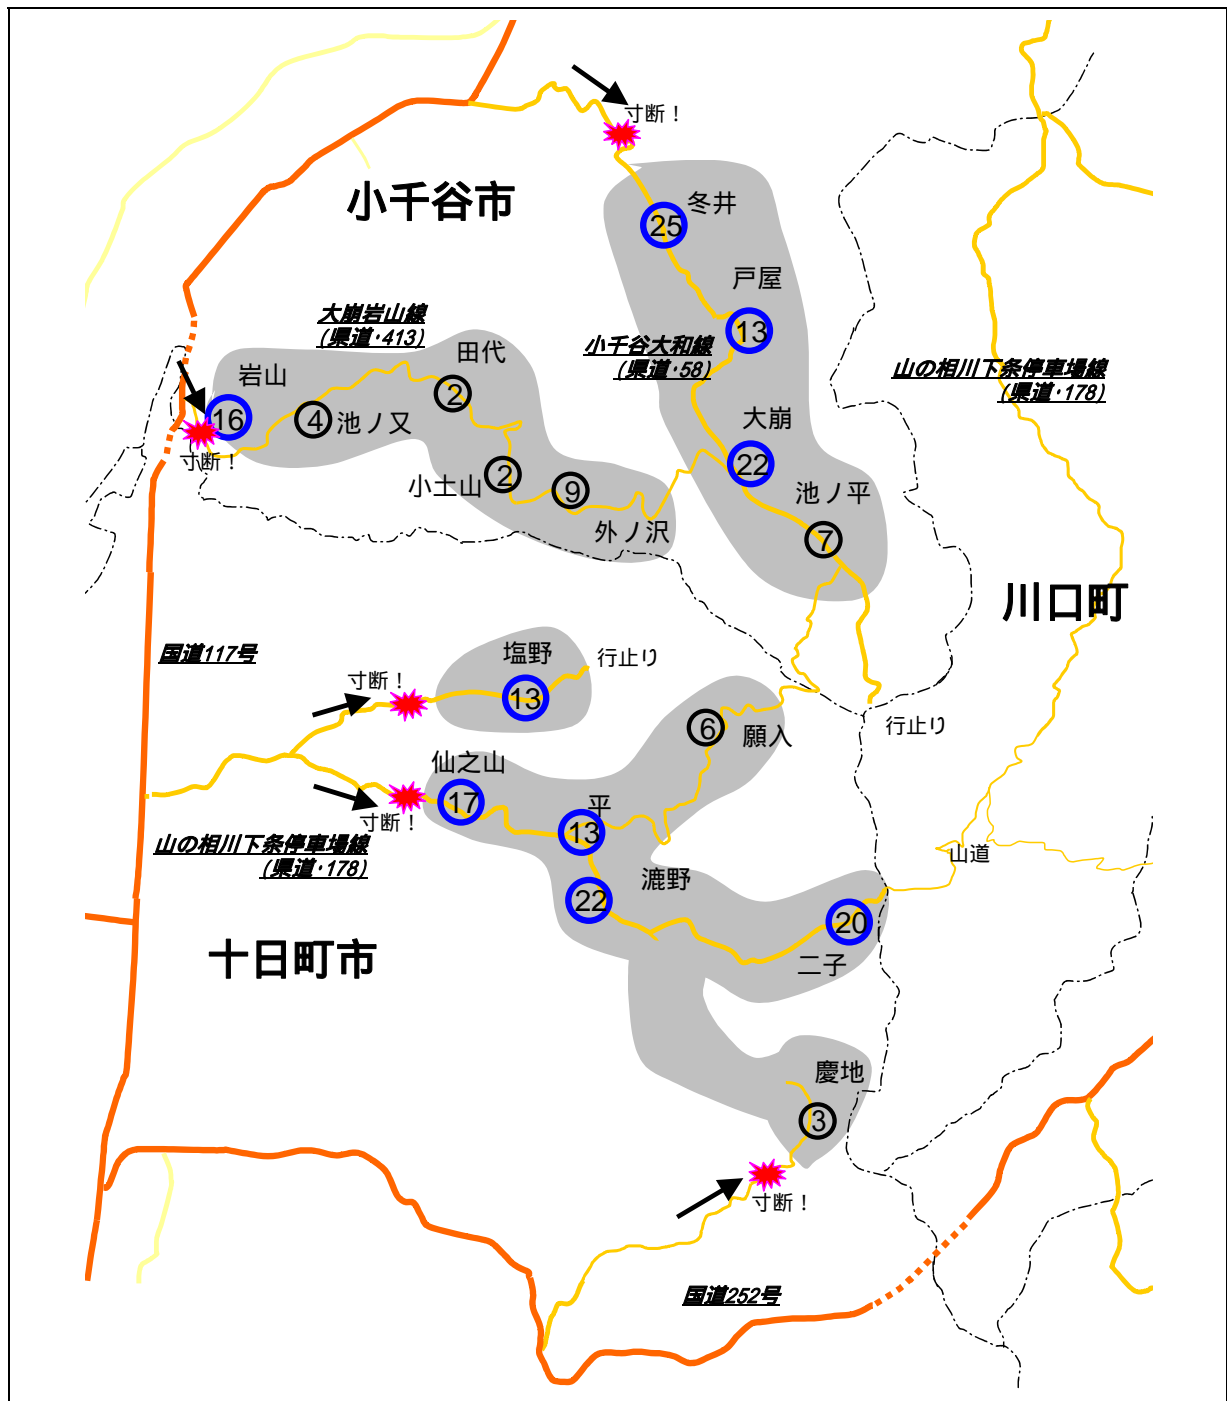 寸断！
小千谷市
冬井
25
戸屋
13
大崩岩山線
(県道・413)
小千谷大和線
(県道・58)
山の相川下条停車場線
(県道・178)
田代
2
岩山
16
4
池ノ又
寸断！
大崩
22
小土山
2
9
外ノ沢
池ノ平
7
川口町
国道117号
塩野
13
行止り
寸断！
6
願入
行止り
仙之山
17
平
13
寸断！
山の相川下条停車場線
(県道・178)
漉野
22
山道
20
二子
十日町市
慶地
3
寸断！
国道252号